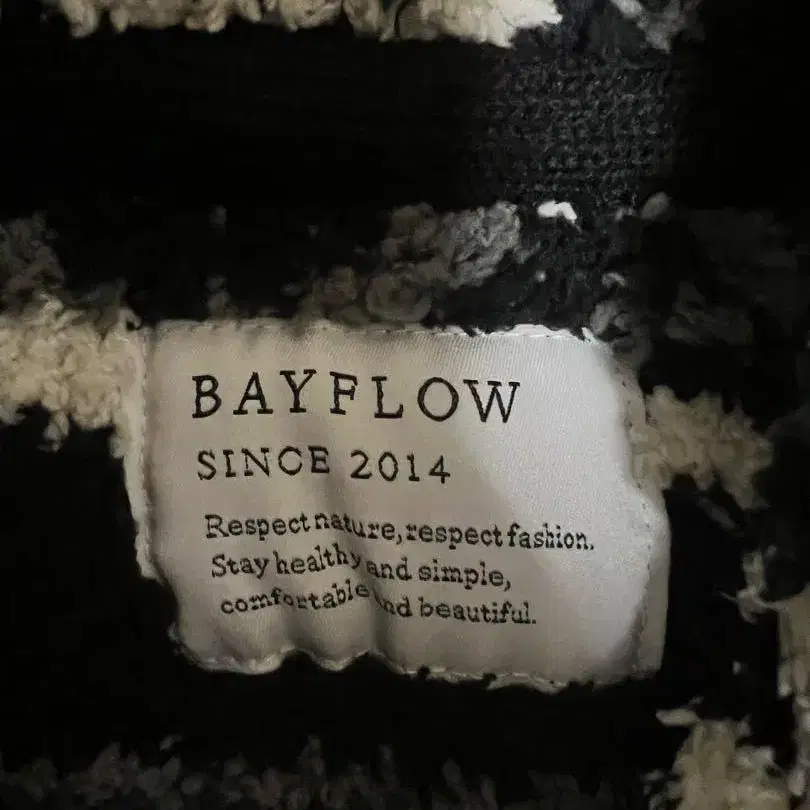 BAYFLOW
SINCE 2014
Respect nature, respect fashion.
Stay healthy and simple,
comfortable and beautiful.